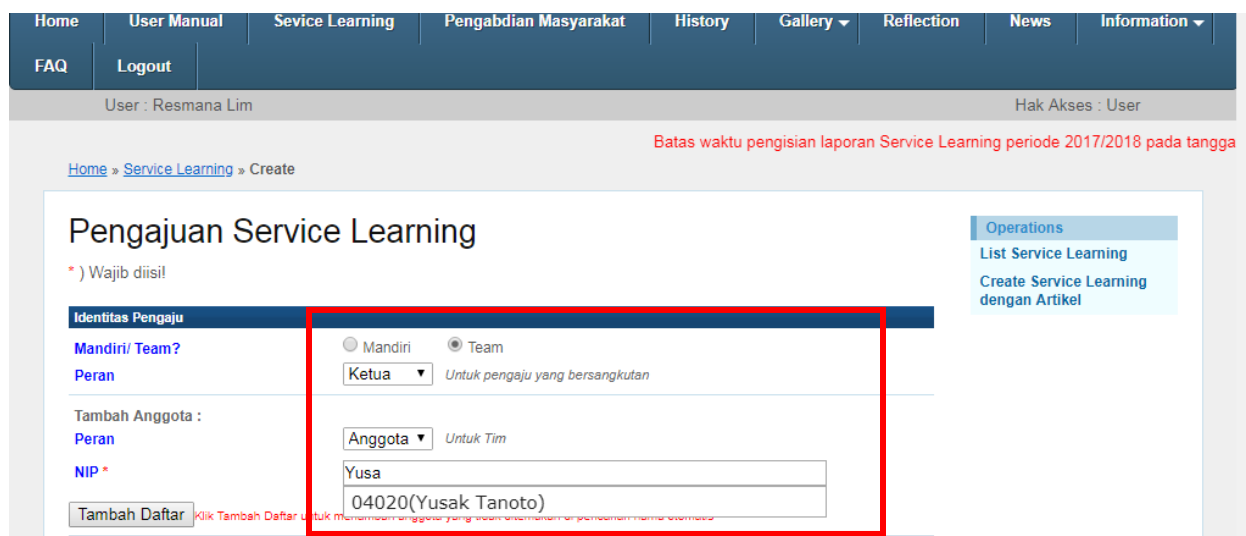 Home User Manual Sevice Learning Pengabdian Masyarakat History Gallery Reflection News Information
FAQ Logout
User : Resmana Lim Hak Akses : User
Batas waktu pengisian laporan Service Learning periode 2017/2018 pada tangga
Home » Service Learning » Create
Pengajuan Service Learning
* ) Wajib diisi!
Operations
List Service Learning
Create Service Learning
dengan Artikel
Identitas Pengaju
Mandiri/ Team? Mandiri Team
Peran Ketua Untuk pengaju yang bersangkutan
Tambah Anggota :
Peran Anggota Untuk Tim
NIP * Yusa
04020(Yusak Tanoto)
Tambah Daftar Klik Tambah Daftar untuk